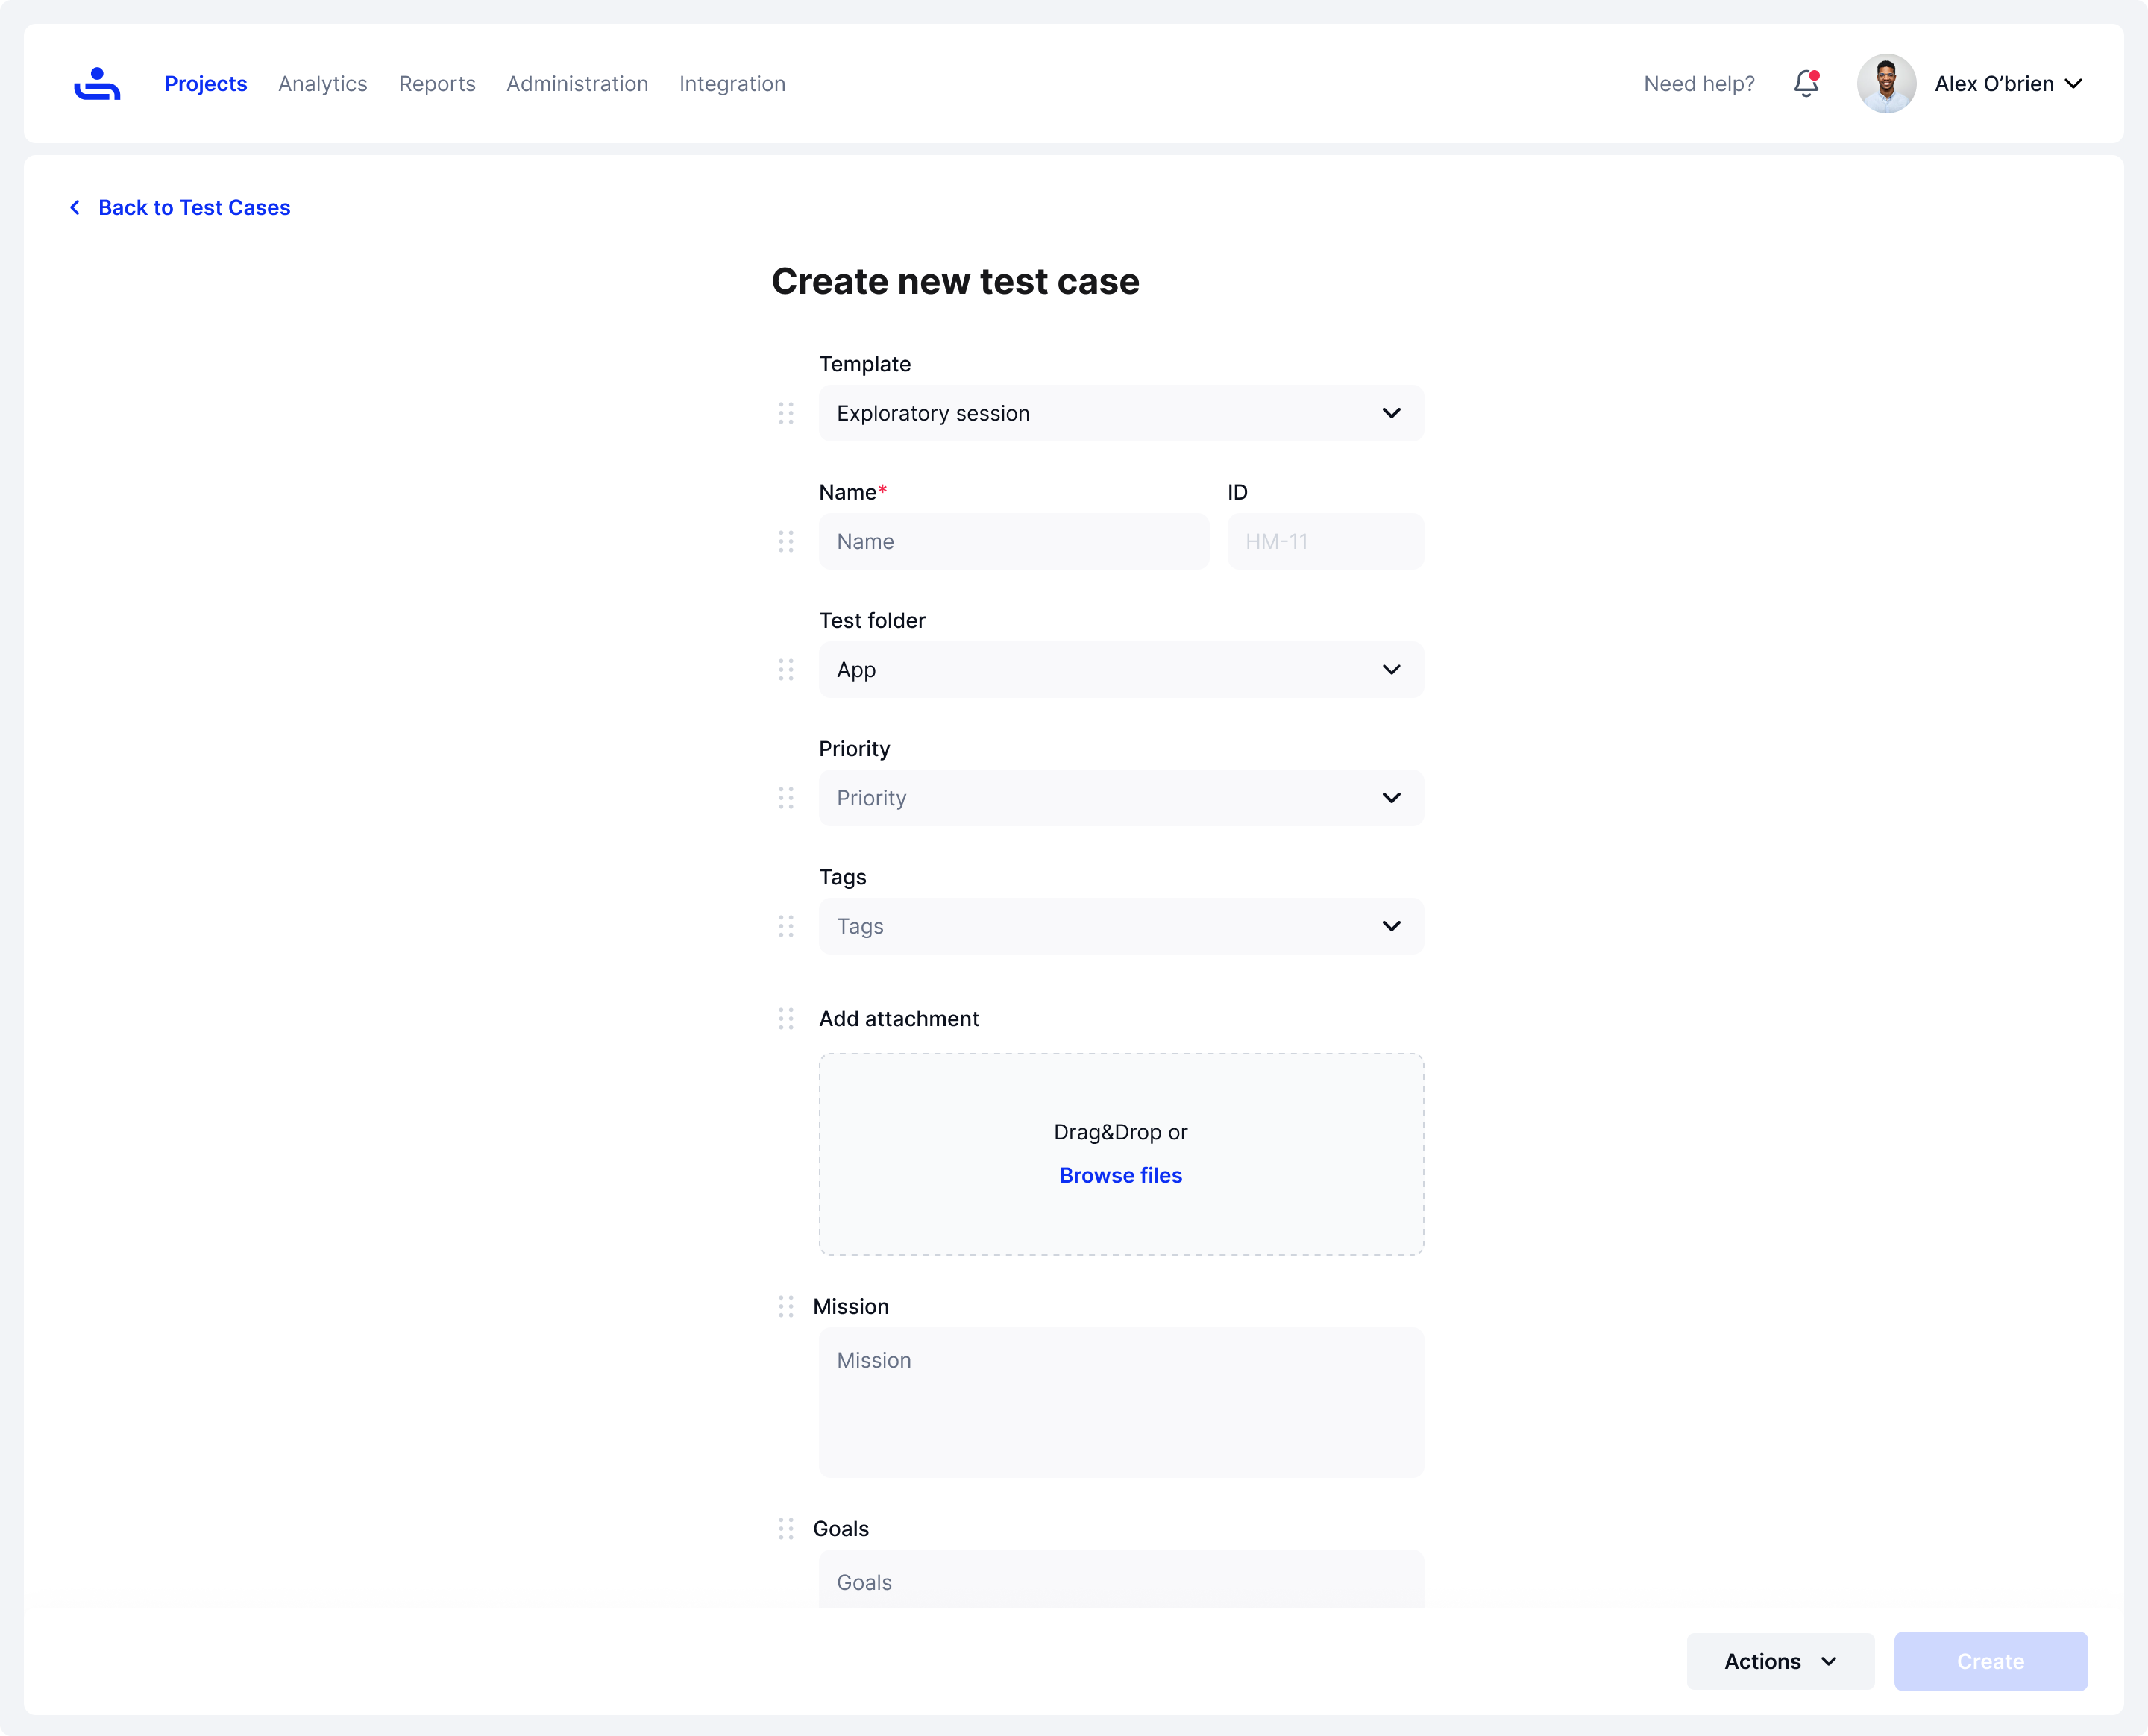 Projects Analytics Reports Administration Integration Need help? Alex O’brien
Back to Test Cases
Create new test case
Template
Exploratory session
Name* ID
Name HM-11
Test folder
App
Priority
Priority
Tags
Tags
Add attachment
Drag&Drop or
Browse files
Mission
Mission
Goals
Goals
Actions Create